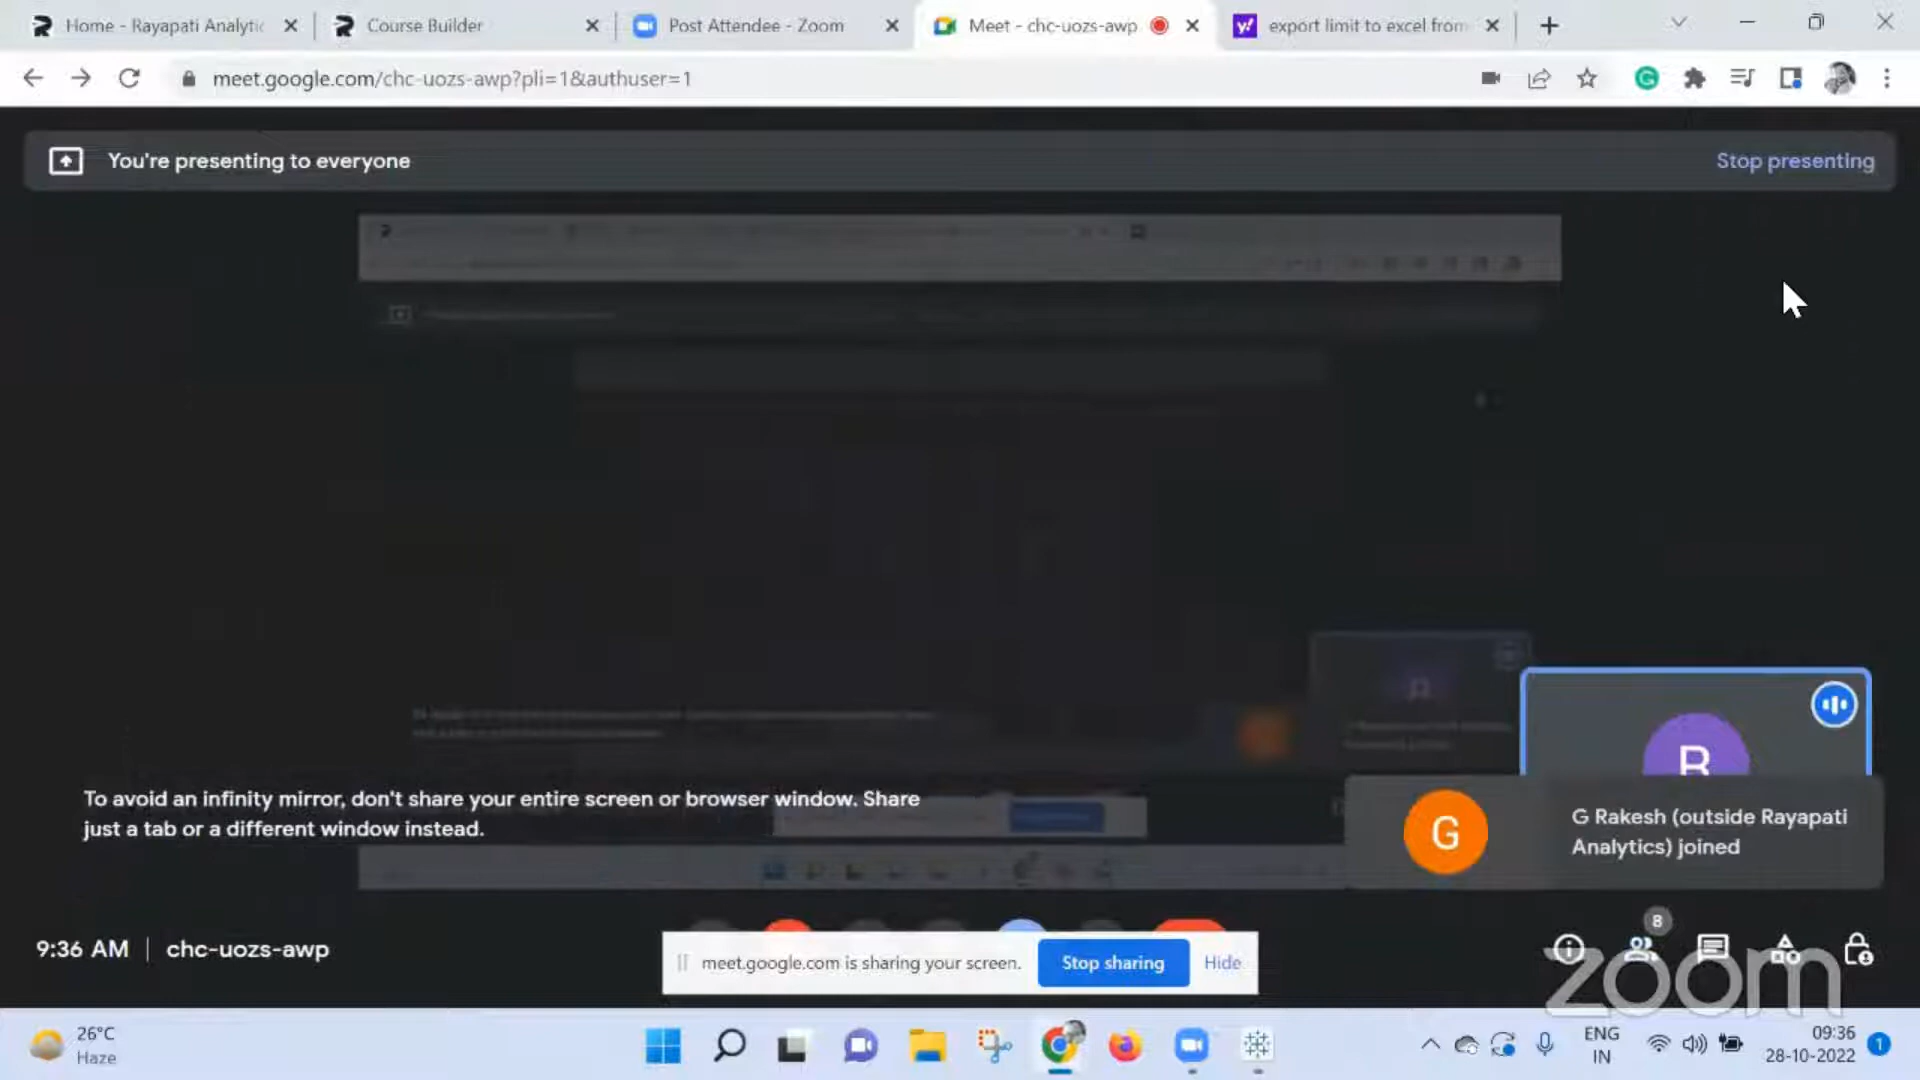 Home - Rayapati Analytic
Course Builder
Post Attendee - Zoom
Meet - chc-uozs-awp
y!
export limit to excel from
meet.google.com/chc-uozs-awp?pli=1&authuser=1
G
You're presenting to everyone
Stop presenting
R
To avoid an infinity mirror, don't share your entire screen or browser window. Share
just a tab or a different window instead.
G
G Rakesh (outside Rayapati
Analytics) joined
8
9:36 AM
chc-uozs-awp
meet.google.com is sharing your screen.
Stop sharing
Hide
zoom
26°C
Haze
ENG
IN
09:36
28-10-2022
1